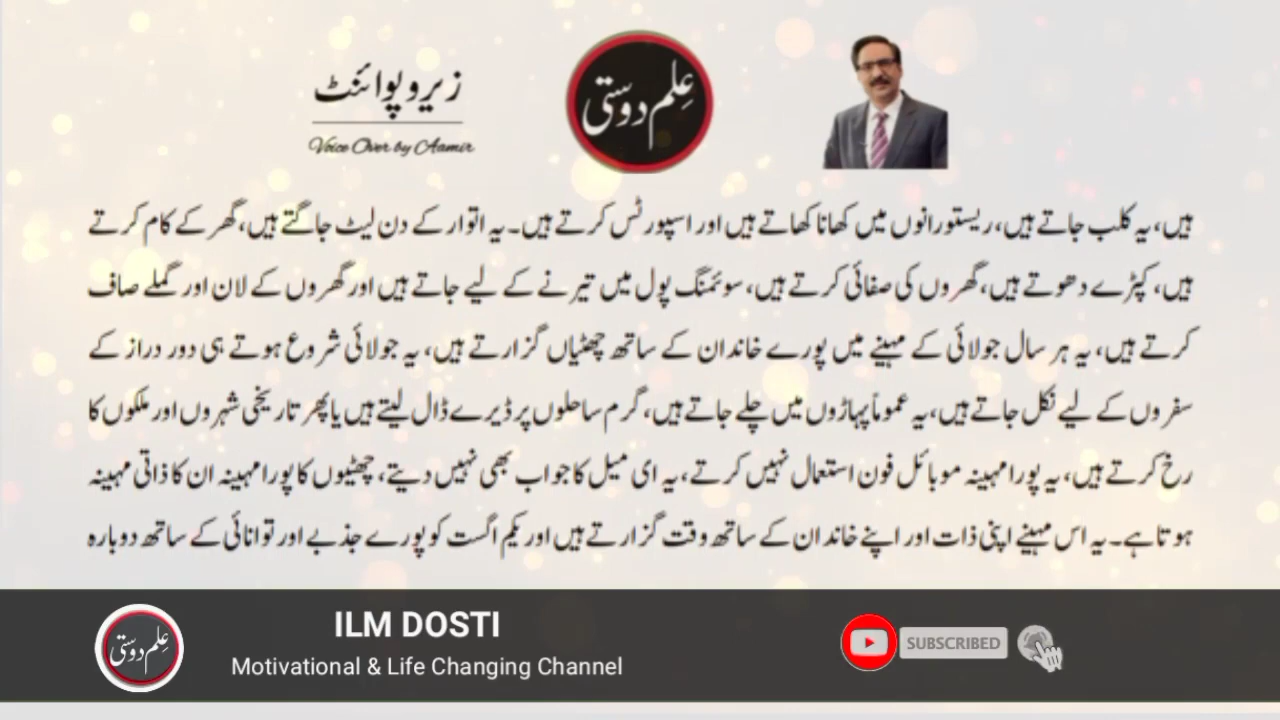 زیرو پوائنٹ
Voice Over by Aamir
علم دوستی
ہیں، یہ کلب جاتے ہیں، ریستورانوں میں کھانا کھاتے ہیں اور اسپورٹس کرتے ہیں۔ یہ اتوار کے دن لیٹ جاگتے ہیں، گھر کے کام کرتے
ہیں، کپڑے دھوتے ہیں، گھروں کی صفائی کرتے ہیں، سوئمنگ پول میں تیرنے کے لیے جاتے ہیں اور گھروں کے لان اور گملے صاف
کرتے ہیں، یہ ہر سال جولائی کے مہینے میں پورے خاندان کے ساتھ چھٹیاں گزارتے ہیں، یہ جولائی شروع ہوتے ہی دور دراز کے
سفروں کے لیے نکل جاتے ہیں، یہ عموماً پہاڑوں میں چلے جاتے ہیں، گرم ساحلوں پر ڈیرے ڈال لیتے ہیں یا پھر تاریخی شہروں اور ملکوں کا
رخ کرتے ہیں، یہ پورا مہینہ موبائل فون استعمال نہیں کرتے، یہ ای میل کا جواب بھی نہیں دیتے، چھٹیوں کا پورا مہینہ ان کا ذاتی مہینہ
ہوتا ہے۔ یہ اس مہینے اپنی ذات اور اپنے خاندان کے ساتھ وقت گزارتے ہیں اور یکم اگست کو پورے جذبے اور توانائی کے ساتھ دوبارہ
علم دوستی
ILM DOSTI
Motivational & Life Changing Channel
SUBSCRIBED